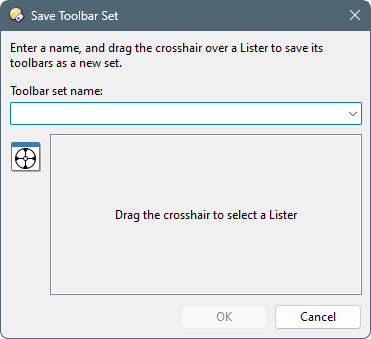 Save Toolbar Set
Enter a name, and drag the crosshair over a Lister to save its
toolbars as a new set.
Toolbar set name:
Drag the crosshair to select a Lister
OK
Cancel